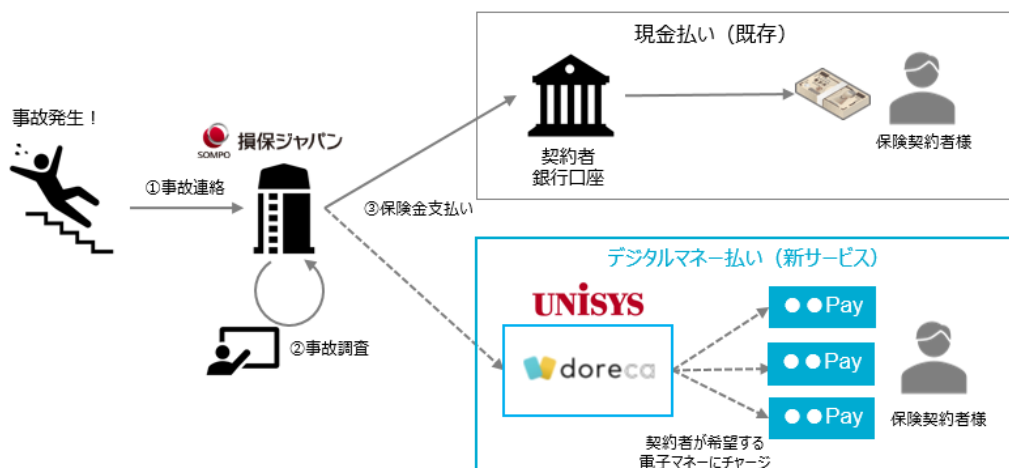 現金払い（既存）
事故発生！
SOMPO 損保ジャパン
契約者
銀行口座
保険契約者様
①事故連絡
③保険金支払い
②事故調査
デジタルマネー払い（新サービス）
UNiSYS
doreca
●●Pay
●●Pay
●●Pay
保険契約者様
契約者が希望する
電子マネーにチャージ